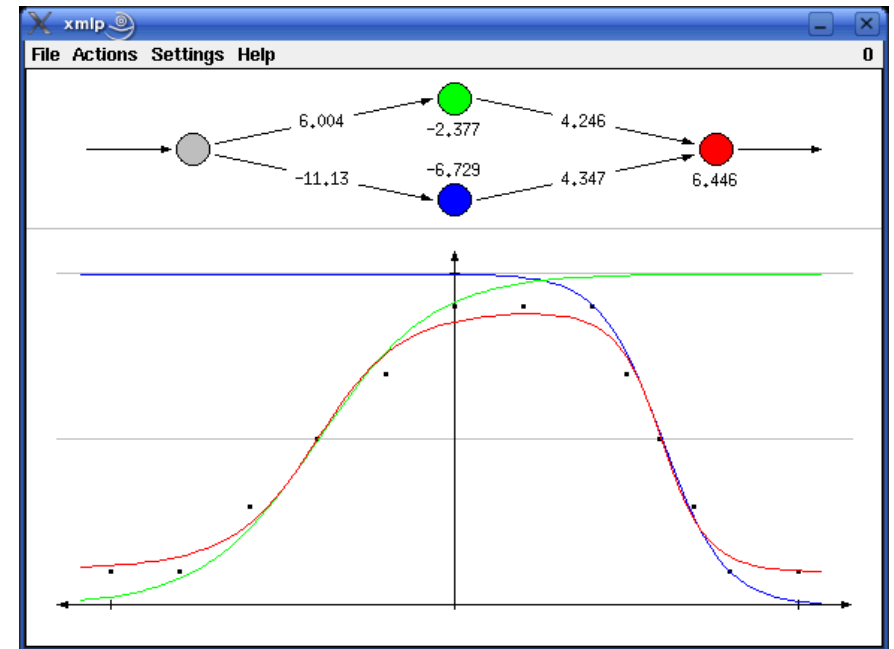 xmlp
File Actions Settings Help 0
6.004 -2.377 4.246
-11.13 -6.729 4.347 6.446